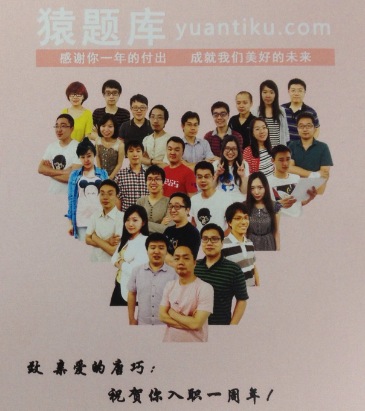 猿题库 yuantiku.com
感谢你一年的付出 成就我们美好的未来
致 亲爱的唐巧：
祝贺你入职一周年！